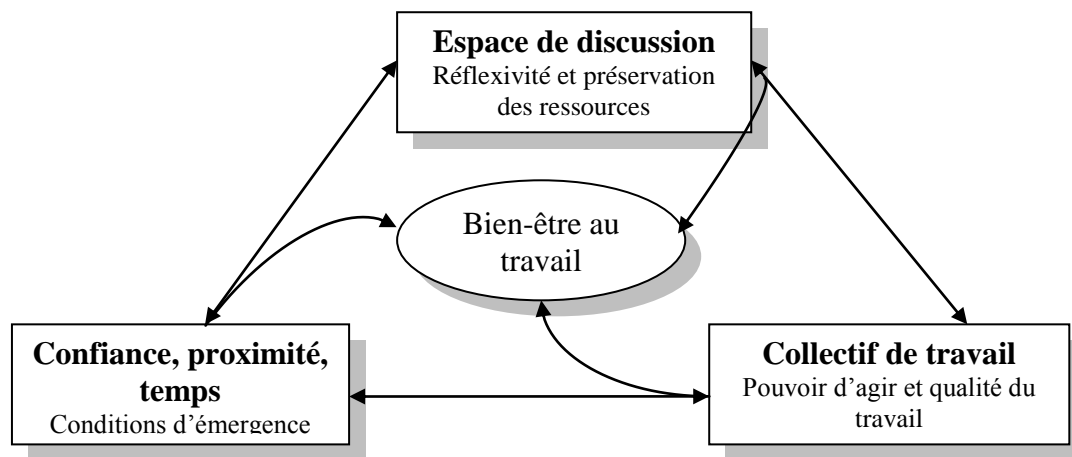 Espace de discussion
Réflexivité et préservation
des ressources
Bien-être au
travail
Confiance, proximité,
temps
Conditions d'émergence
Collectif de travail
Pouvoir d'agir et qualité du
travail